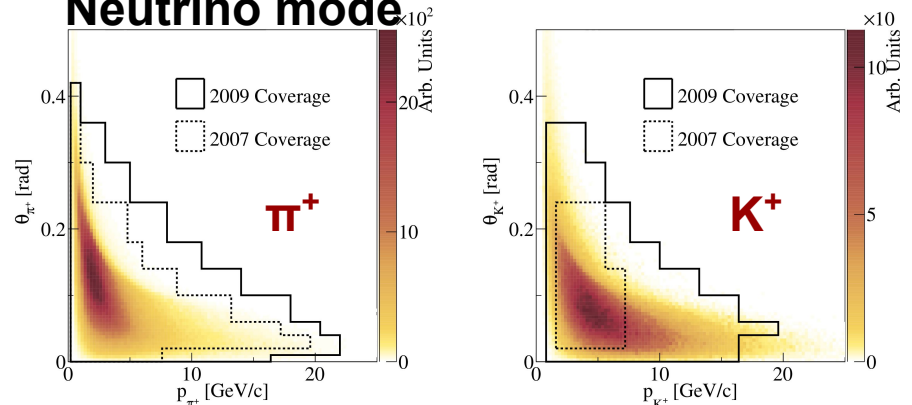 Neutrino mode
×10²
×10
Arb. Units
Arb. Units
2009 Coverage
2007 Coverage
2009 Coverage
2007 Coverage
π⁺
K⁺
θπ⁺ [rad]
θK⁺ [rad]
0.4
0.2
0
0.4
0.2
0
20
10
0
10
5
0
0 10 20
0 10 20
pπ⁺ [GeV/c]
pK⁺ [GeV/c]